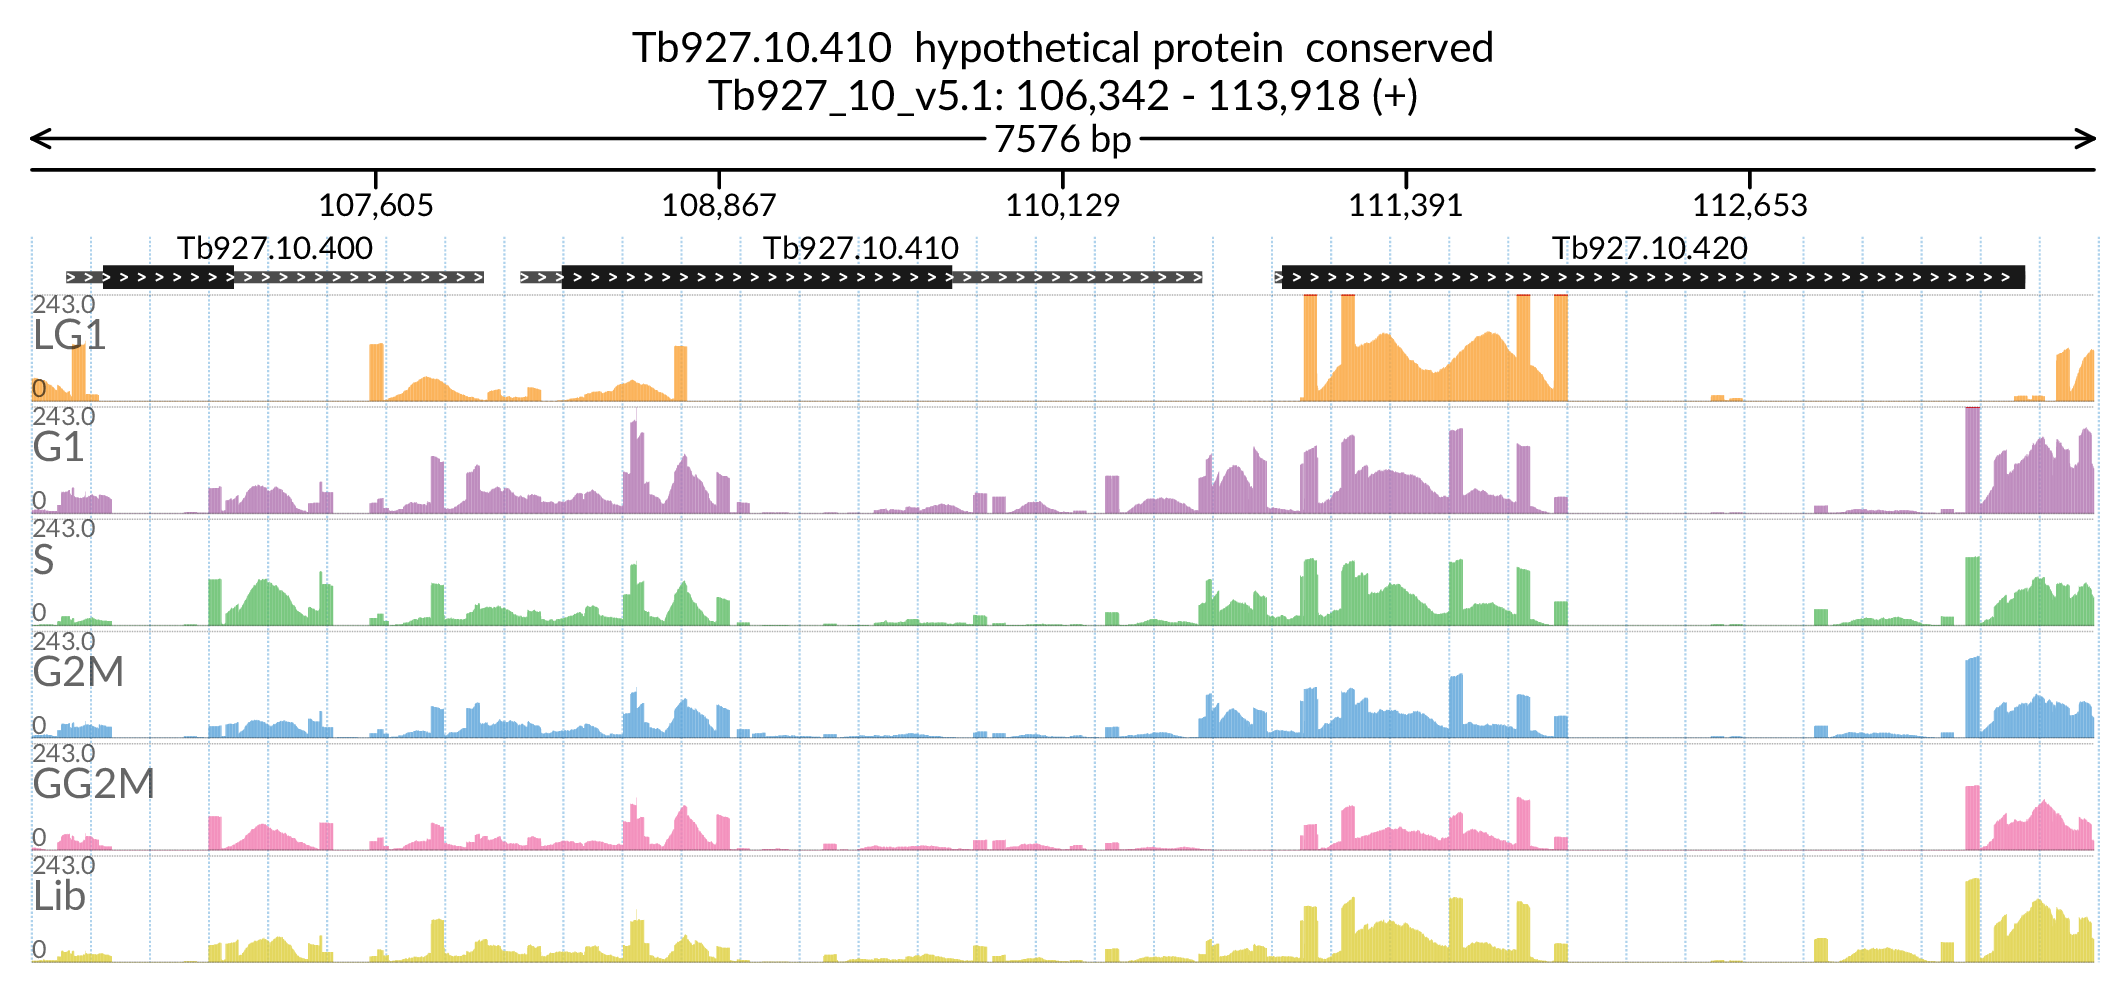 Tb927.10.410  hypothetical protein  conserved
Tb927_10_v5.1: 106,342 - 113,918 (+)
7576 bp
107,605 108,867 110,129 111,391 112,653
Tb927.10.400 Tb927.10.410 Tb927.10.420
243.0
LG1
0
243.0
G1
0
243.0
S
0
243.0
G2M
0
243.0
GG2M
0
243.0
Lib
0